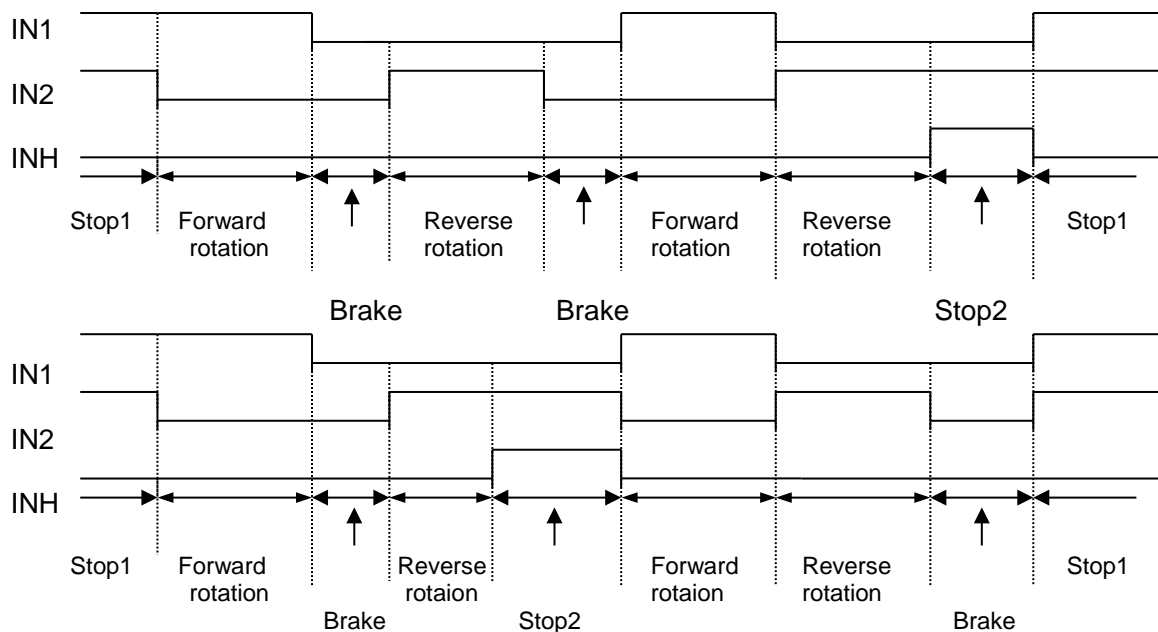 IN1
IN2
INH
Stop1 Forward rotation Reverse rotation Forward rotation Reverse rotation Stop1
Brake Brake Stop2
IN1
IN2
INH
Stop1 Forward rotation Reverse rotaion Forward rotaion Reverse rotation Stop1
Brake Stop2 Brake